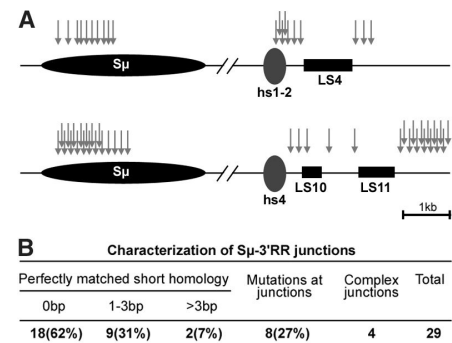 A
Sµ
hs1-2
LS4
Sµ
hs4
LS10
LS11
1kb
B
Characterization of Sµ-3'RR junctions
Perfectly matched short homology
Mutations at junctions
Complex junctions
Total
0bp 1-3bp >3bp
18(62%) 9(31%) 2(7%) 8(27%) 4 29